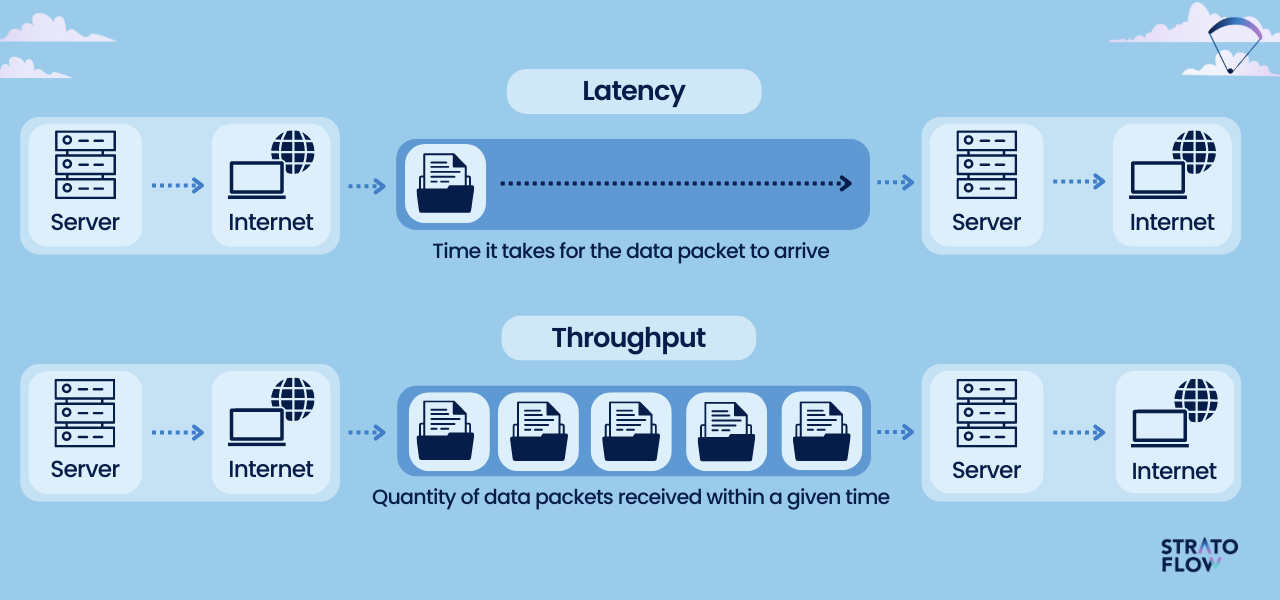 Latency
Server
Internet
Time it takes for the data packet to arrive
Server
Internet
Throughput
Server
Internet
Quantity of data packets received within a given time
Server
Internet
STRATO
FLOW